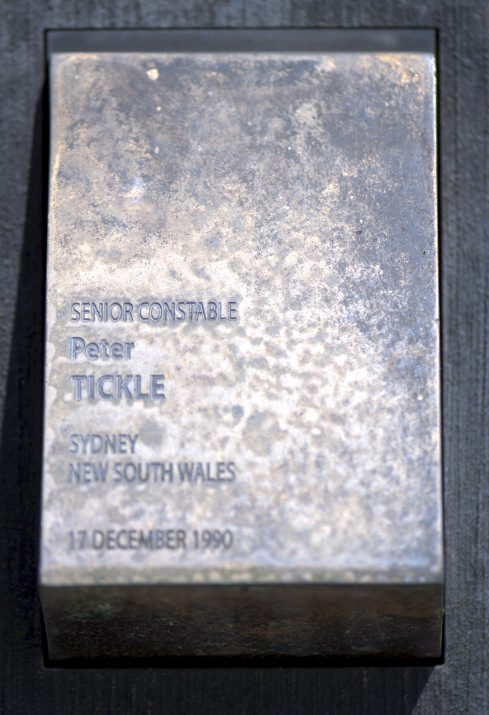 SENIOR CONSTABLE
Peter
TICKLE
SYDNEY
NEW SOUTH WALES
17 DECEMBER 1990